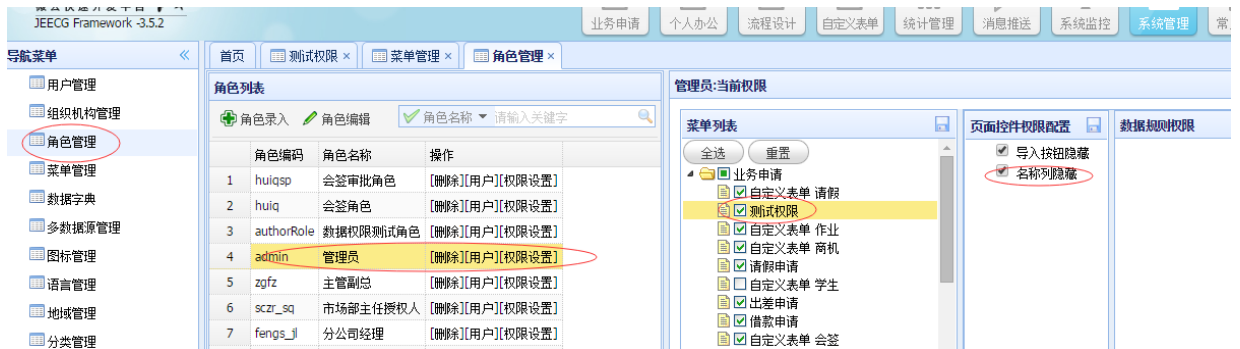 JEECG Framework -3.5.2
业务申请 个人办公 流程设计 自定义表单 统计管理 消息推送 系统监控 系统管理
导航菜单
用户管理
组织机构管理
角色管理
菜单管理
数据字典
多数据源管理
图标管理
语言管理
地域管理
分类管理
首页 测试权限 × 菜单管理 × 角色管理 ×
角色列表
角色录入 角色编辑 角色名称 请输入关键字
角色编码 角色名称 操作
1 huiqsp 会签审批角色 [删除][用户][权限设置]
2 huiq 会签角色 [删除][用户][权限设置]
3 authorRole 数据权限测试角色 [删除][用户][权限设置]
4 admin 管理员 [删除][用户][权限设置]
5 zgfz 主管副总 [删除][用户][权限设置]
6 sczr_sq 市场部主任授权人 [删除][用户][权限设置]
7 fengs_jl 分公司经理 [删除][用户][权限设置]
管理员:当前权限
菜单列表
全选 重置
业务申请
自定义表单 请假
测试权限
自定义表单 作业
自定义表单 商机
请假申请
自定义表单 学生
出差申请
借款申请
自定义表单 会签
页面控件权限配置
导入按钮隐藏
名称列隐藏
数据规则权限